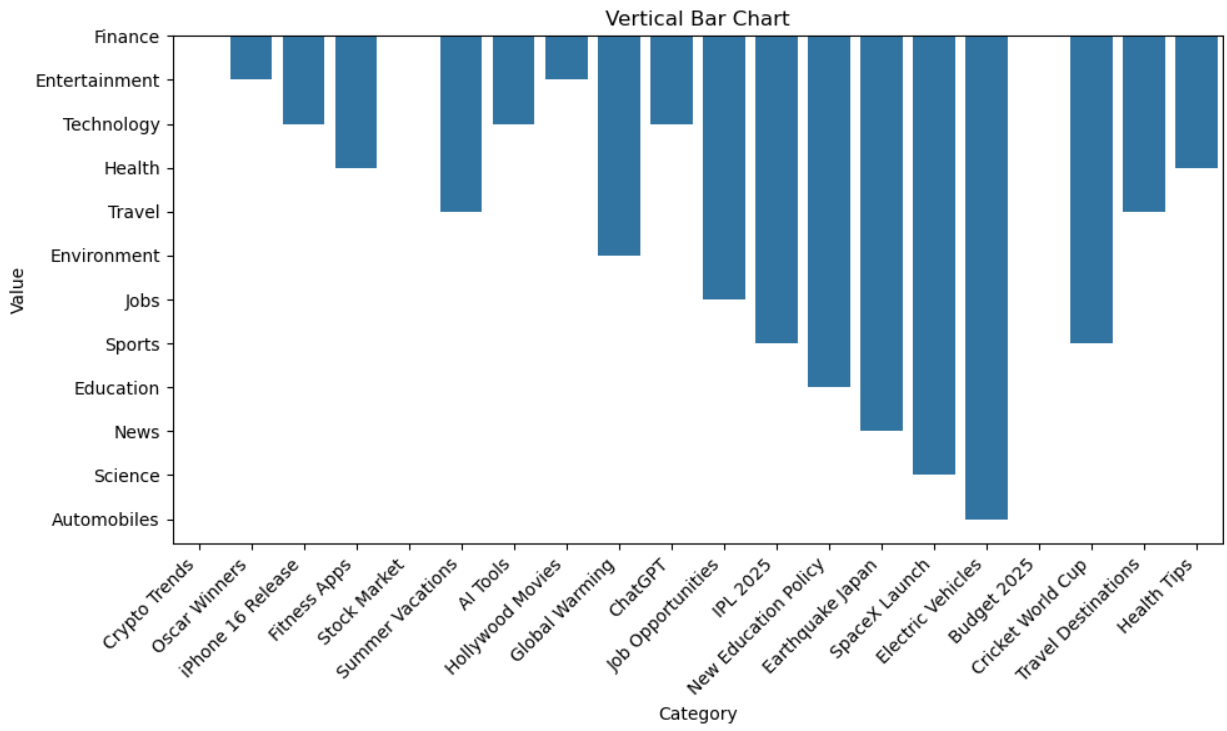 Vertical Bar Chart
Finance
Entertainment
Technology
Health
Travel
Environment
Jobs
Sports
Education
News
Science
Automobiles
Value
Crypto Trends
Oscar Winners
iPhone 16 Release
Fitness Apps
Stock Market
Summer Vacations
AI Tools
Hollywood Movies
Global Warming
ChatGPT
Job Opportunities
IPL 2025
New Education Policy
Earthquake Japan
SpaceX Launch
Electric Vehicles
Budget 2025
Cricket World Cup
Travel Destinations
Health Tips
Category